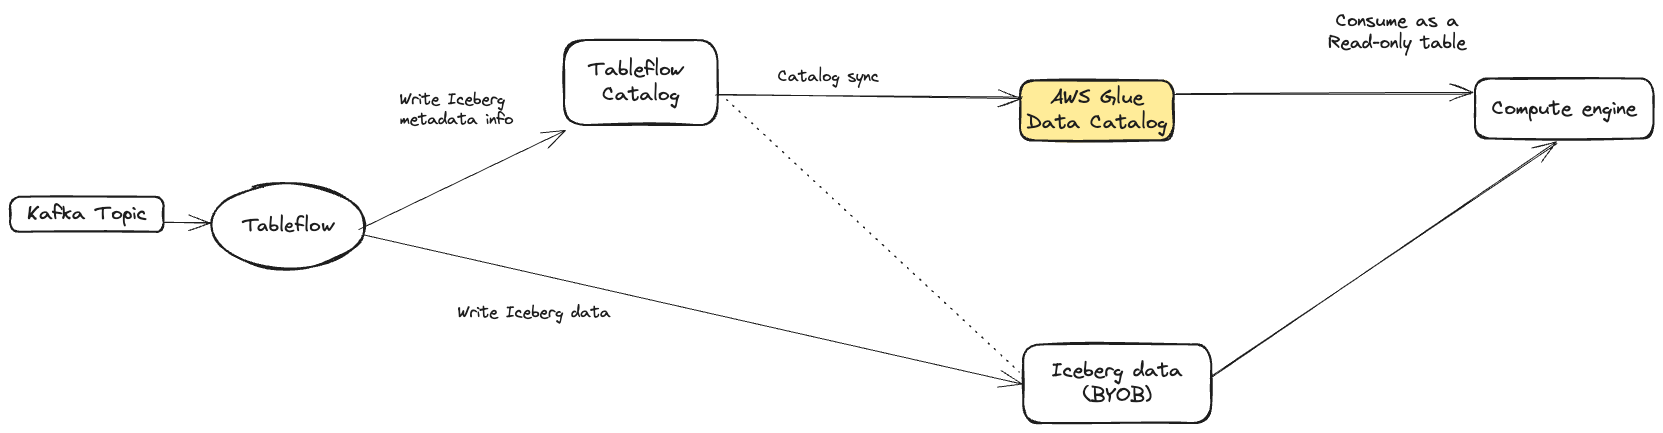 Consume as a
Read-only table
Tableflow
Catalog
Catalog sync
AWS Glue
Data Catalog
Compute engine
Write Iceberg
metadata info
Kafka Topic
Tableflow
Write Iceberg data
Iceberg data
(BYOB)